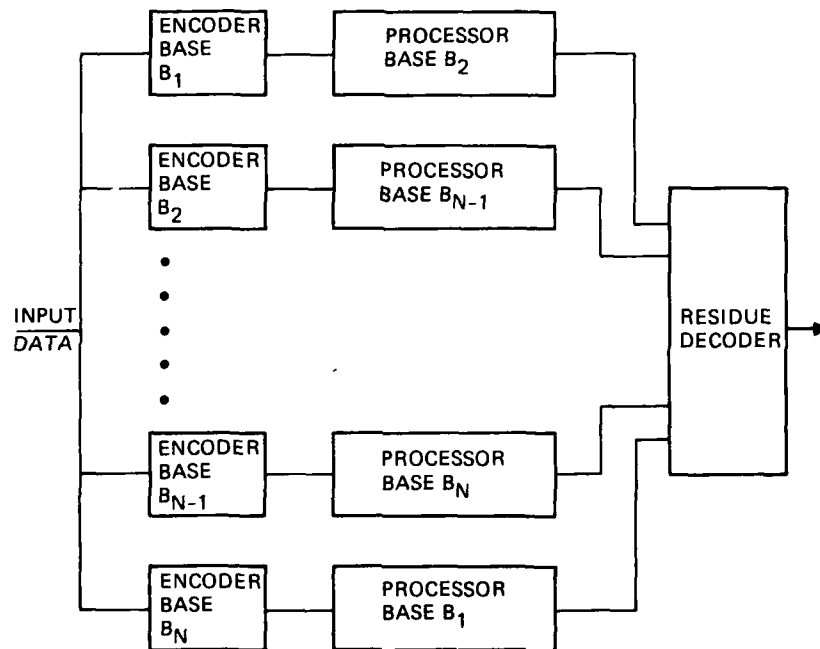 ENCODER
BASE
B1
PROCESSOR
BASE B2
ENCODER
BASE
B2
PROCESSOR
BASE BN-1
INPUT
DATA
RESIDUE
DECODER
ENCODER
BASE
BN-1
PROCESSOR
BASE BN
ENCODER
BASE
BN
PROCESSOR
BASE B1